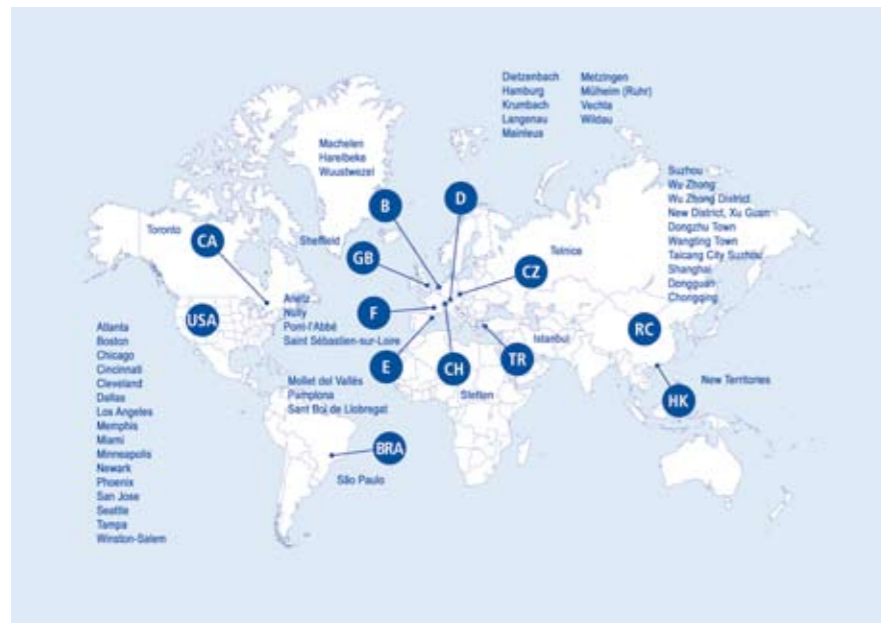 Dietzenbach
Hamburg
Krumbach
Langenau
Mainleus
Metzingen
Mülheim (Ruhr)
Vechta
Wildau
Machelen
Harelbeke
Wuustwezel
B
D
Suzhou
Wu Zhong
Wu Zhong District
New District, Xu Guan
Dongzhu Town
Wangting Town
Taicang City Suzhou
Shanghai
Dongguan
Chongqing
Toronto
CA
Sheffield
GB
Telnice
CZ
Anetz
Nully
Pont-l'Abbé
Saint Sébastien-sur-Loire
F
USA
Atlanta
Boston
Chicago
Cincinnati
Cleveland
Dallas
Los Angeles
Memphis
Miami
Minneapolis
Newark
Phoenix
San Jose
Seattle
Tampa
Winston-Salem
Istanbul
TR
RC
E
CH
Stetten
Mollet del Vallès
Pamplona
Sant Boi de Llobregat
New Territories
HK
BRA
São Paulo